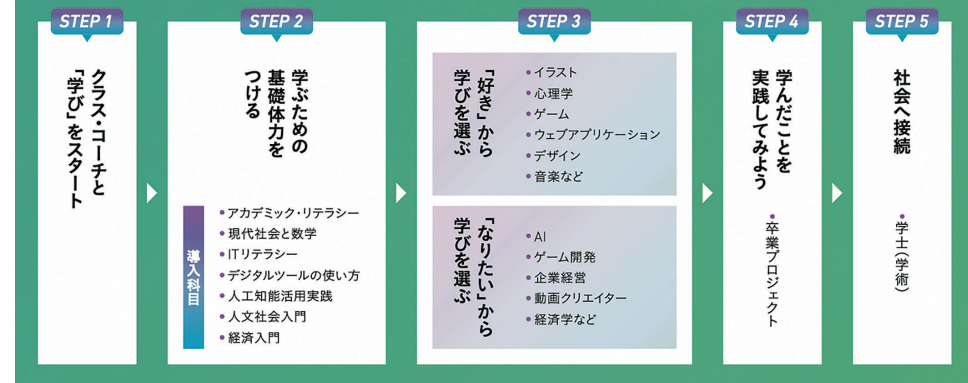 STEP 1
クラス・コーチと
「学び」をスタート
STEP 2
学ぶための
基礎体力を
つける
導入科目
•アカデミック・リテラシー
•現代社会と数学
•ITリテラシー
•デジタルツールの使い方
•人工知能活用実践
•人文社会入門
•経済入門
STEP 3
「好き」から
学びを選ぶ
•イラスト
•心理学
•ゲーム
•ウェブアプリケーション
•デザイン
•音楽など
「なりたい」から
学びを選ぶ
•AI
•ゲーム開発
•企業経営
•動画クリエイター
•経済学など
STEP 4
学んだことを
実践してみよう
•卒業プロジェクト
STEP 5
社会へ接続
•学士(学術)